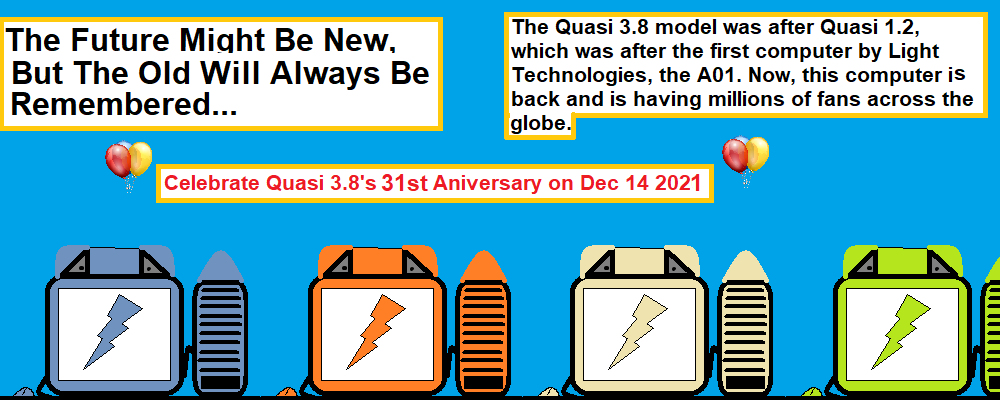 The Future Might Be New,
But The Old Will Always Be
Remembered...
The Quasi 3.8 model was after Quasi 1.2,
which was after the first computer by Light
Technologies, the A01. Now, this computer is
back and is having millions of fans across the
globe.
Celebrate Quasi 3.8's 31st Aniversary on Dec 14 2021